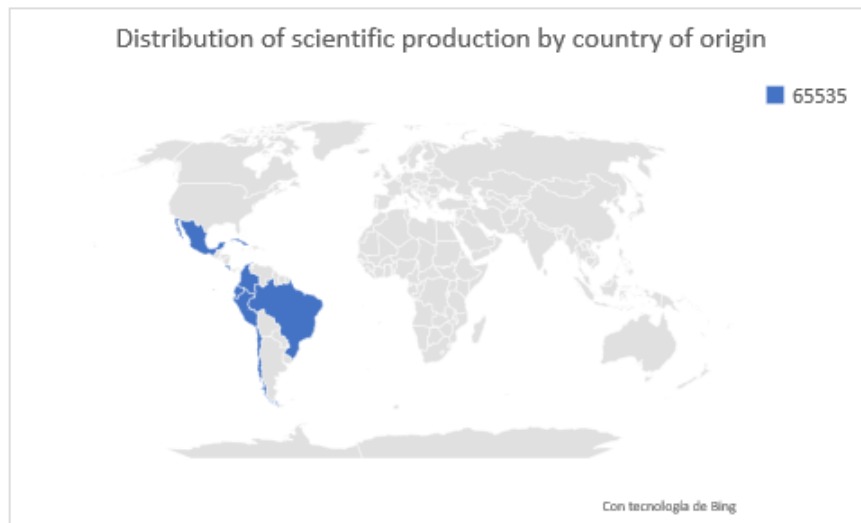 Distribution of scientific production by country of origin
65535
Con tecnología de Bing